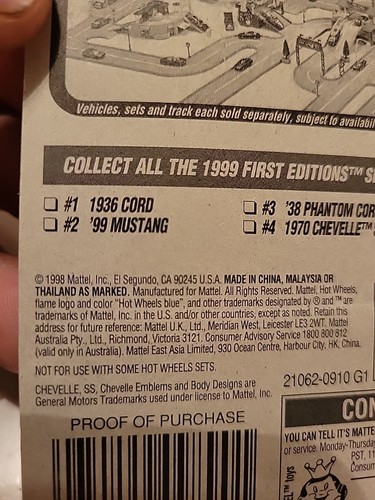 Vehicles, sets and track each sold separately, subject to
COLLECT ALL THE 1999 FIRST EDITIONS™
☐ #1 1936 CORD
☐ #2 '99 MUSTANG
☐ #3 '38 PHANTOM
☐ #4 1970 CHEVELLE™
© 1998 Mattel, Inc., El Segundo, CA 90245 U.S.A. MADE IN CHINA, MALAYSIA OR
THAILAND AS MARKED. Manufactured for Mattel. All Rights Reserved. Mattel, Hot Wheels,
flame logo and color "Hot Wheels blue", and other trademarks designated by ® and ™ are
trademarks of Mattel, Inc. in the U.S. and/or other countries, except as noted. Retain this
address for future reference: Mattel U.K., Ltd., Meridian West, Leicester LE3 2WT. Mattel
Australia Pty., Ltd., Richmond, Victoria 3121. Consumer Advisory Service 1800 800 812
(valid only in Australia). Mattel East Asia Limited, 930 Ocean Centre, Harbour City, HK, China.
NOT FOR USE WITH SOME HOT WHEELS SETS.
CHEVELLE, SS, Chevelle Emblems and Body Designs are
General Motors Trademarks used under license to Mattel, Inc.
21062-0910 G1
PROOF OF PURCHASE
YOU CAN TELL IT'S
or service. Monday-Thursday
PST, 11